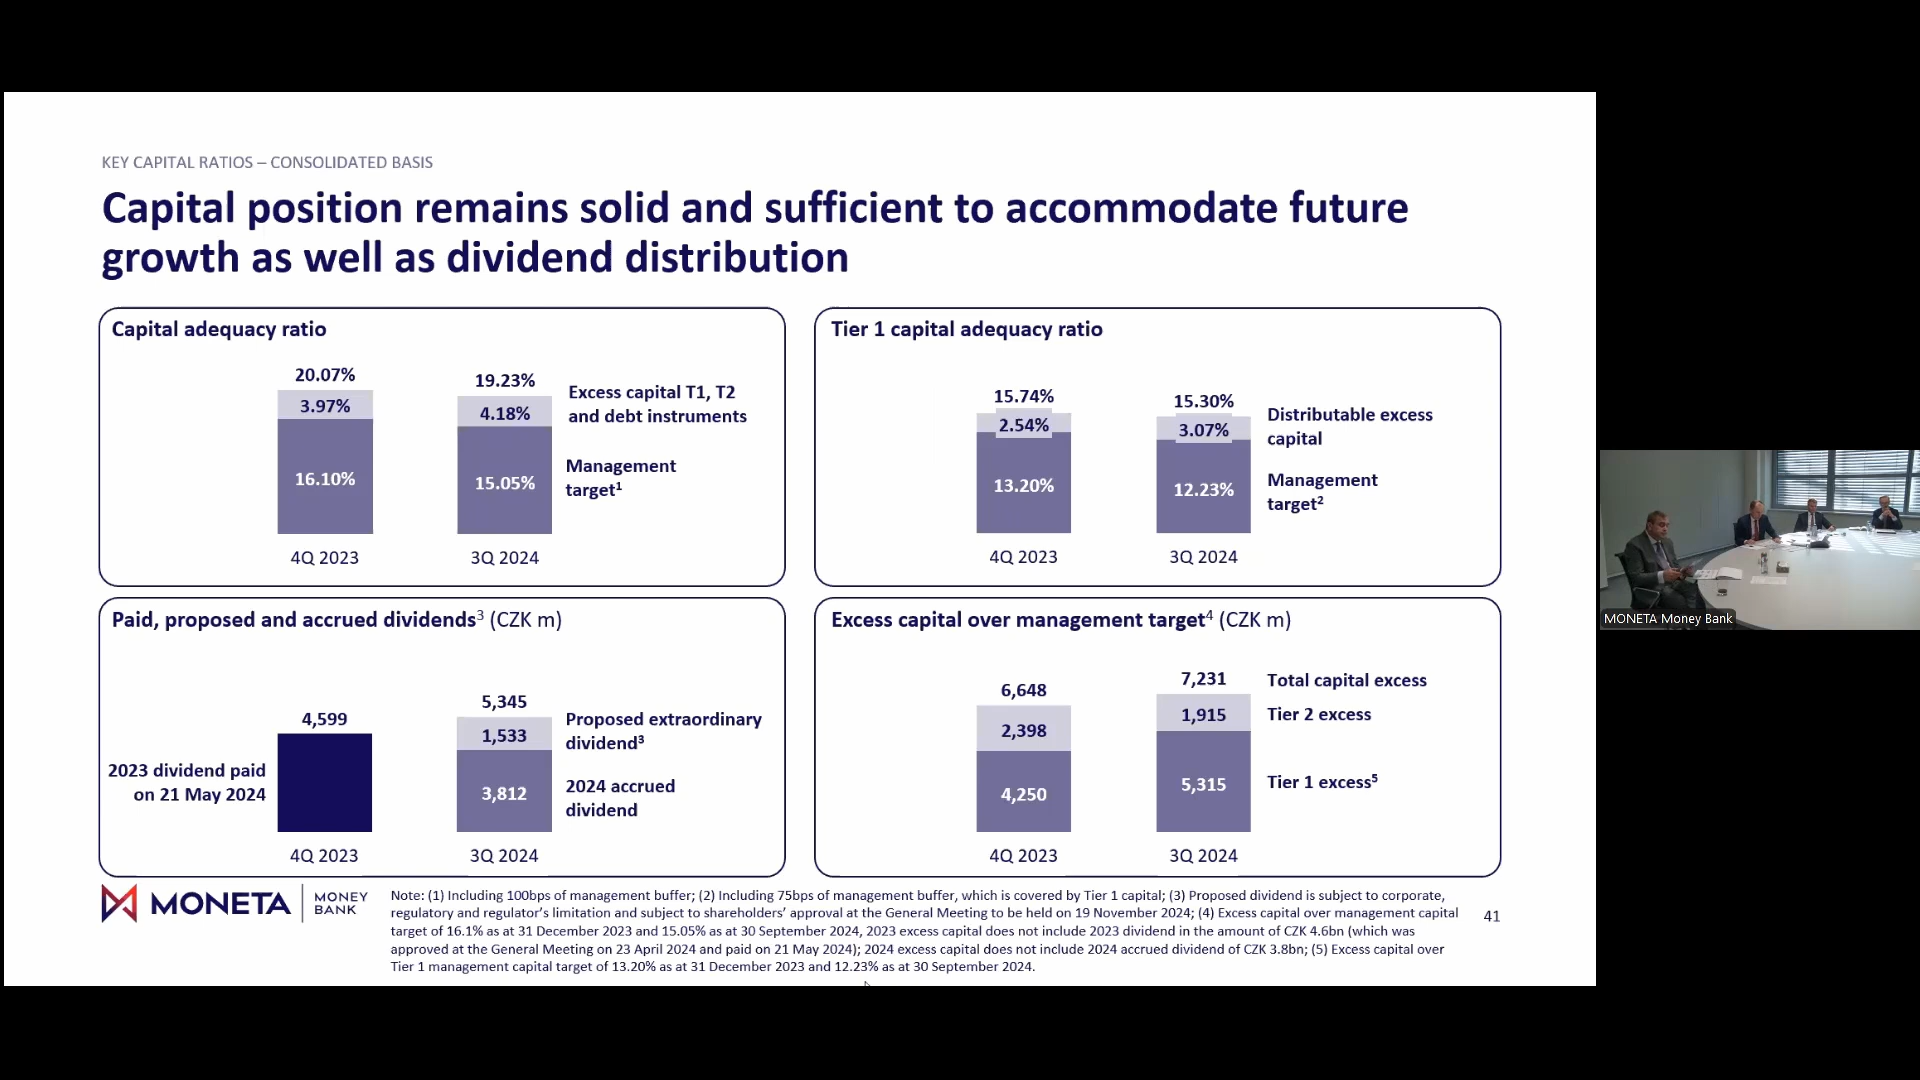 KEY CAPITAL RATIOS – CONSOLIDATED BASIS
Capital position remains solid and sufficient to accommodate future
growth as well as dividend distribution
Capital adequacy ratio
20.07%
3.97%
16.10%
4Q 2023
19.23%
4.18%
15.05%
3Q 2024
Excess capital T1, T2
and debt instruments
Management
target¹
Tier 1 capital adequacy ratio
15.74%
2.54%
13.20%
4Q 2023
15.30%
3.07%
12.23%
3Q 2024
Distributable excess
capital
Management
target²
Paid, proposed and accrued dividends³ (CZK m)
2023 dividend paid
on 21 May 2024
4,599
4Q 2023
5,345
1,533
3,812
3Q 2024
Proposed extraordinary
dividend³
2024 accrued
dividend
Excess capital over management target⁴ (CZK m)
6,648
2,398
4,250
4Q 2023
7,231
1,915
5,315
3Q 2024
Total capital excess
Tier 2 excess
Tier 1 excess⁵
MONETA
MONEY
BANK
Note: (1) Including 100bps of management buffer; (2) Including 75bps of management buffer, which is covered by Tier 1 capital; (3) Proposed dividend is subject to corporate,
regulatory and regulator's limitation and subject to shareholders' approval at the General Meeting to be held on 19 November 2024; (4) Excess capital over management capital
target of 16.1% as at 31 December 2023 and 15.05% as at 30 September 2024, 2023 excess capital does not include 2023 dividend in the amount of CZK 4.6bn (which was
approved at the General Meeting on 23 April 2024 and paid on 21 May 2024); 2024 excess capital does not include 2024 accrued dividend of CZK 3.8bn; (5) Excess capital over
Tier 1 management capital target of 13.20% as at 31 December 2023 and 12.23% as at 30 September 2024.
41
MONETA Money Bank